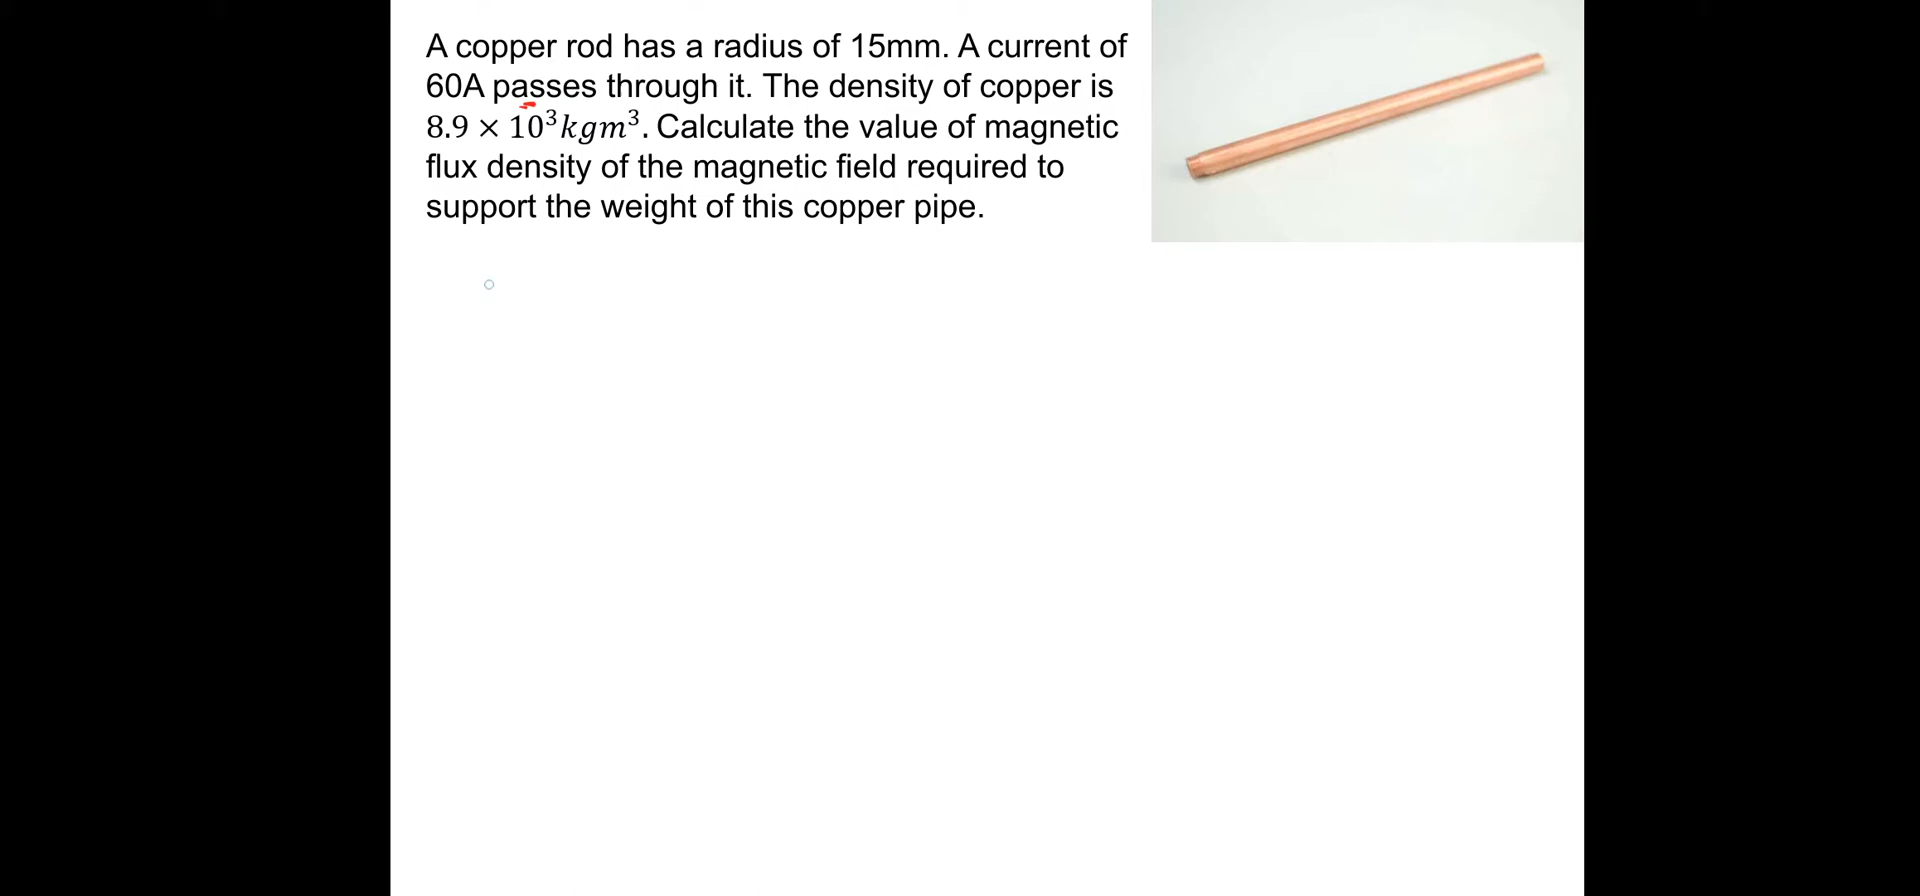 A copper rod has a radius of 15mm. A current of
60A passes through it. The density of copper is
8.9 × 10³kgm³. Calculate the value of magnetic
flux density of the magnetic field required to
support the weight of this copper pipe.